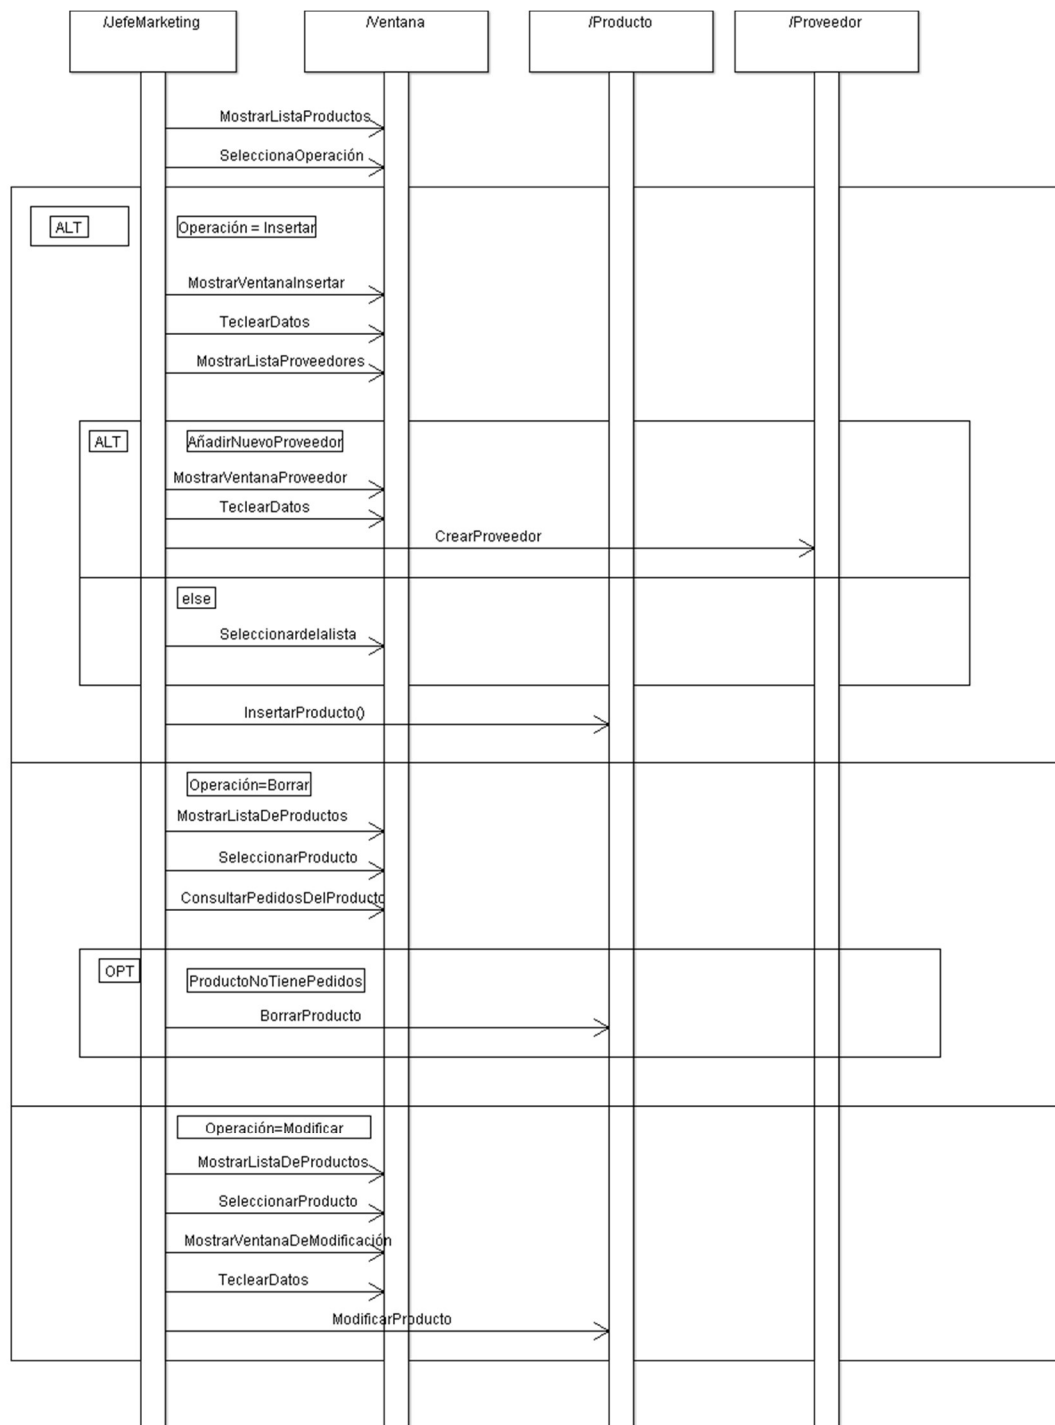 /JefeMarketing
/Ventana
/Producto
/Proveedor
MostrarListaProductos
SeleccionaOperación
ALT
Operación = Insertar
MostrarVentanaInsertar
TeclearDatos
MostrarListaProveedores
ALT
AñadirNuevoProveedor
MostrarVentanaProveedor
TeclearDatos
CrearProveedor
else
Seleccionardelalista
InsertarProducto()
Operación=Borrar
MostrarListaDeProductos
SeleccionarProducto
ConsultarPedidosDelProducto
OPT
ProductoNoTienePedidos
BorrarProducto
Operación=Modificar
MostrarListaDeProductos
SeleccionarProducto
MostrarVentanaDeModificación
TeclearDatos
ModificarProducto